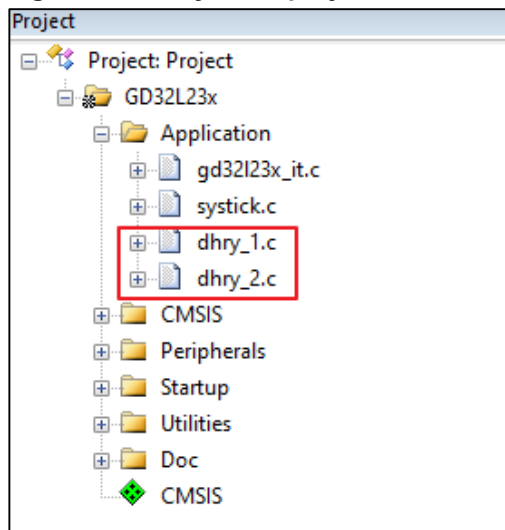 Project
Project: Project
GD32L23x
Application
gd32l23x_it.c
systick.c
dhry_1.c
dhry_2.c
CMSIS
Peripherals
Startup
Utilities
Doc
CMSIS